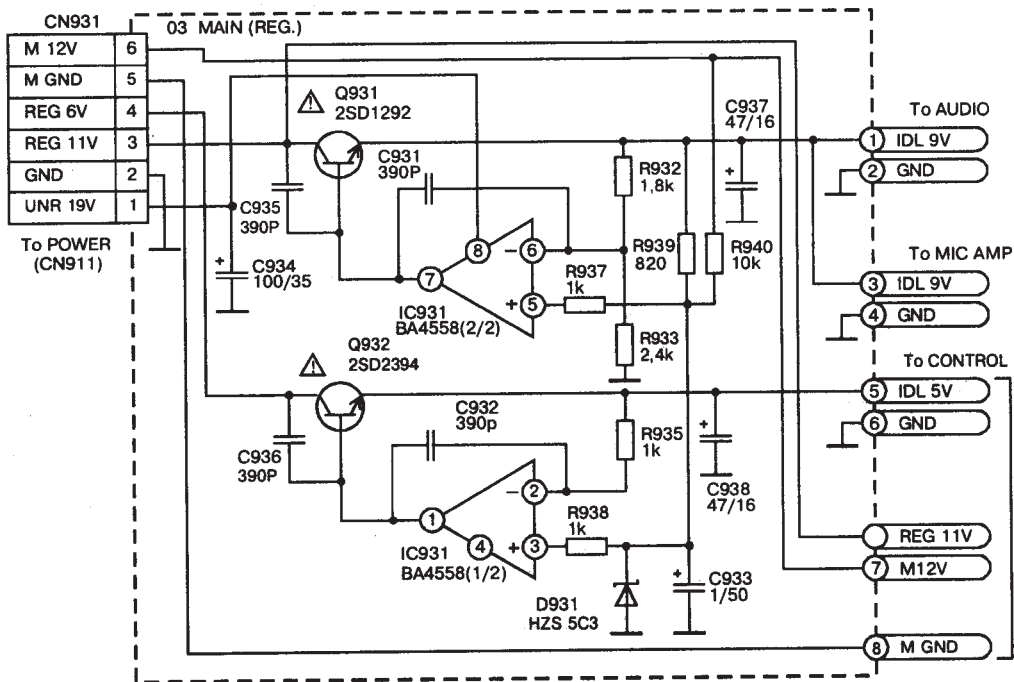 CN931
03 MAIN (REG.)
M 12V 6
M GND 5
REG 6V 4
REG 11V 3
GND 2
UNR 19V 1
To POWER
(CN911)
Q931
2SD1292
C931
390P
C935
390P
C934
100/35
8
7
6
5
−
+
IC931
BA4558(2/2)
R937
1k
R932
1,8k
R939
820
R933
2,4k
C937
47/16
+
R940
10k
To AUDIO
1 IDL 9V
2 GND
To MIC AMP
3 IDL 9V
4 GND
To CONTROL
5 IDL 5V
6 GND
REG 11V
7 M12V
8 M GND
Q932
2SD2394
C932
390p
C936
390P
1
2
3
4
−
+
IC931
BA4558(1/2)
R938
1k
R935
1k
C938
47/16
+
D931
HZS 5C3
C933
1/50
+